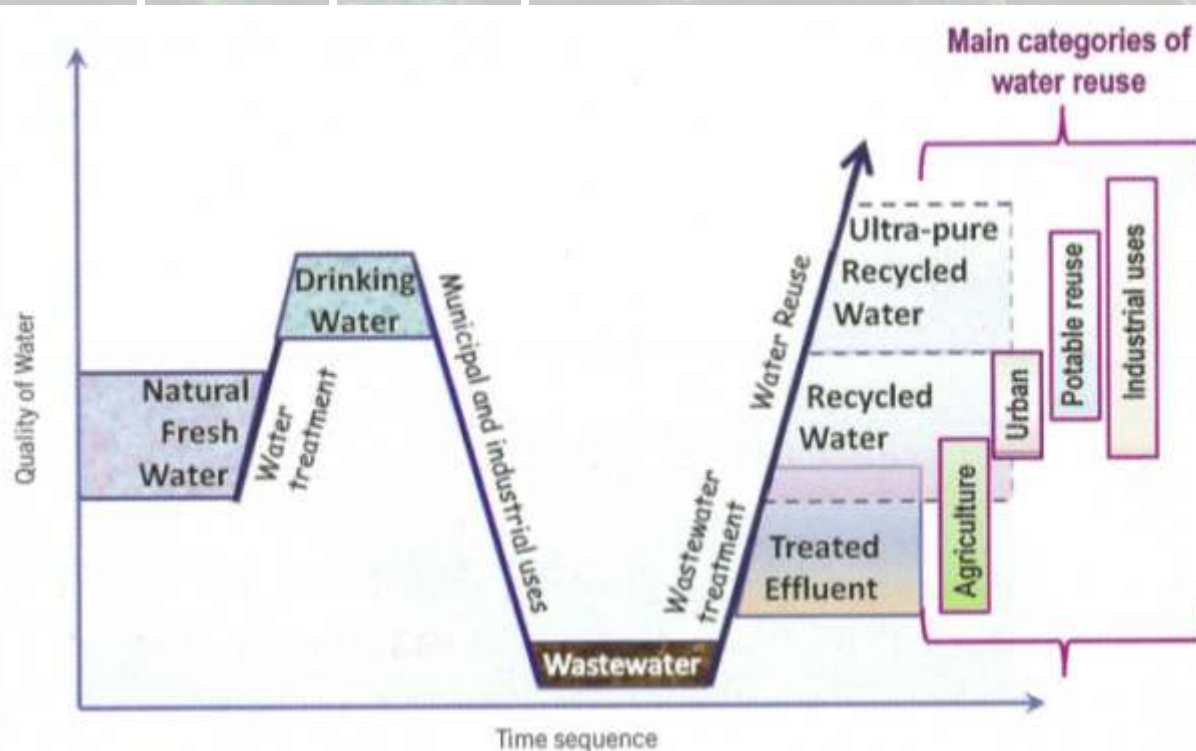 Main categories of
water reuse
Quality of Water
Natural
Fresh
Water
Water
treatment
Drinking
Water
Municipal and industrial uses
Wastewater
Wastewater
treatment
Water Reuse
Ultra-pure
Recycled
Water
Recycled
Water
Treated
Effluent
Agriculture
Urban
Potable reuse
Industrial uses
Time sequence